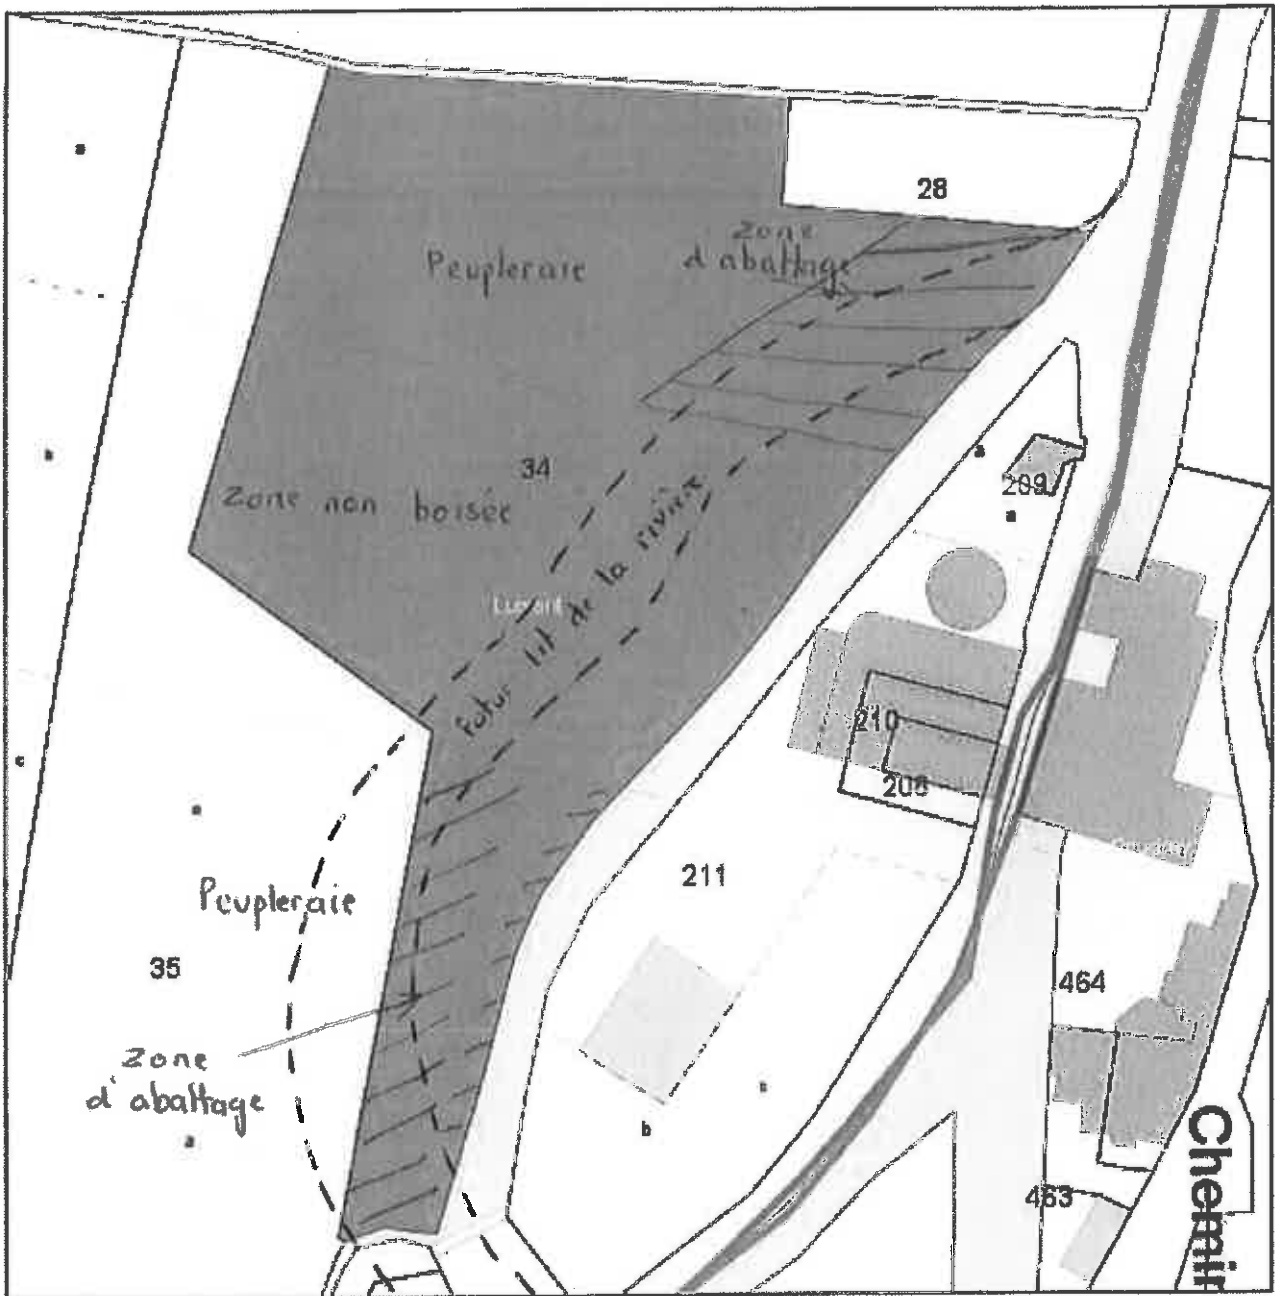 28
Zone
d'abattage
Peupleraie
34
a
209
a
Zone non boisée
futur lit de la rivière
210
208
211
Peupleraie
35
464
Zone
d'abattage
a
b
463
Chemin